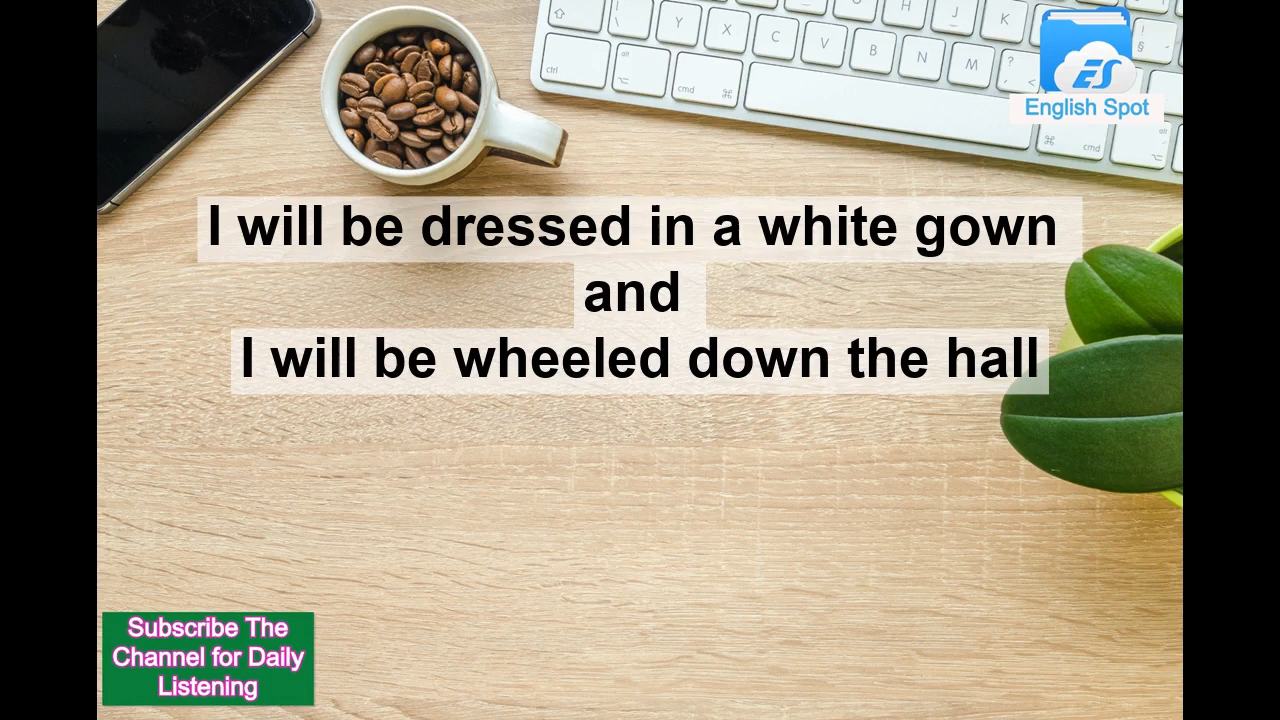 English Spot
I will be dressed in a white gown
and
I will be wheeled down the hall
Subscribe The
Channel for Daily
Listening